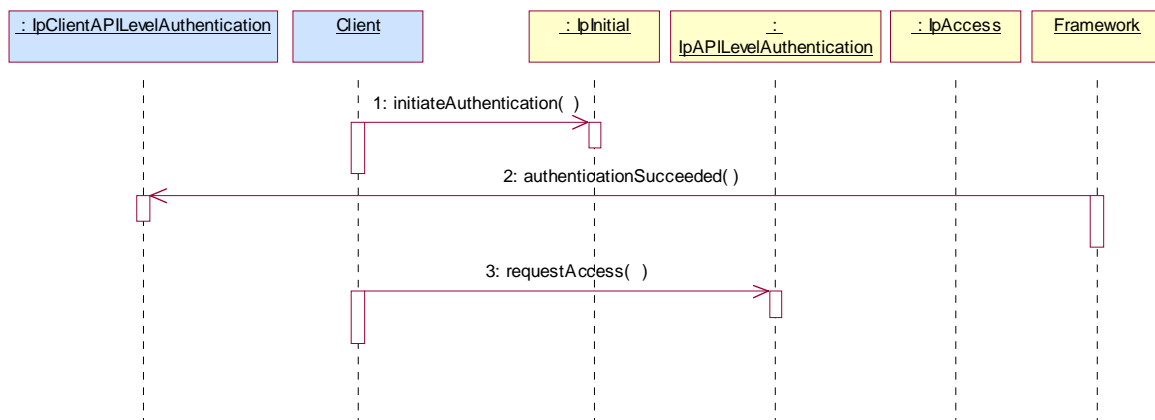 : IpClientAPILevelAuthentication
Client
: IpInitial
:
IpAPILevelAuthentication
: IpAccess
Framework
1: initiateAuthentication( )
2: authenticationSucceeded( )
3: requestAccess( )